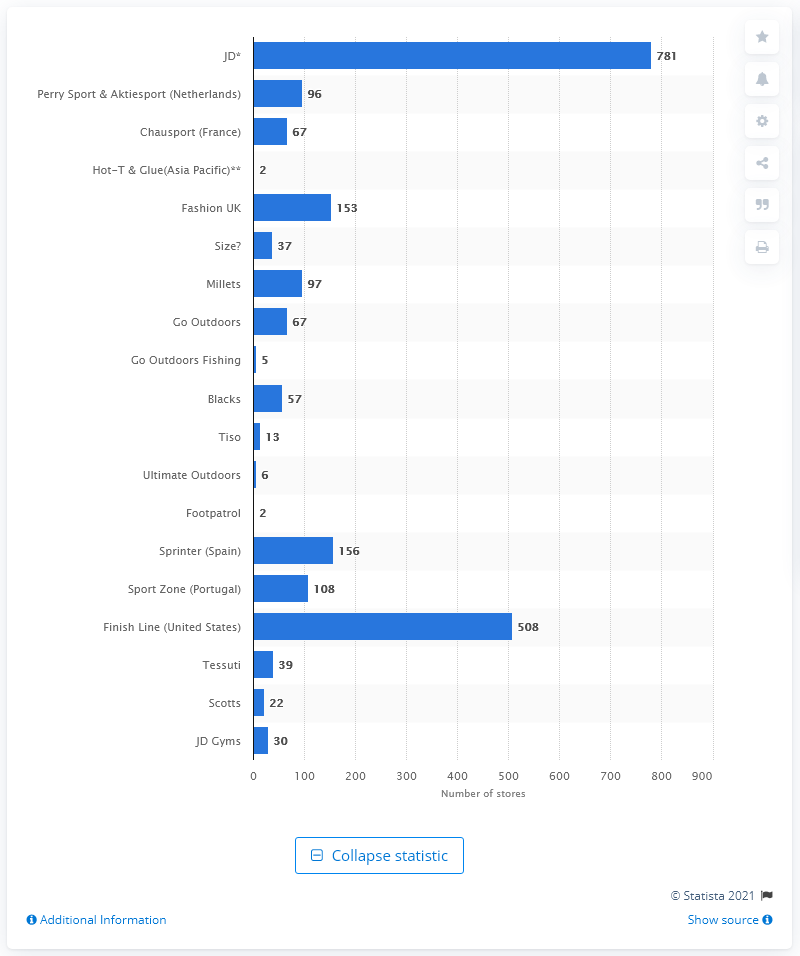 JD* 781
Perry Sport & Aktiesport (Netherlands) 96
Chausport (France) 67
Hot-T & Glue(Asia Pacific)** 2
Fashion UK 153
Size? 37
Millets 97
Go Outdoors 67
Go Outdoors Fishing 5
Blacks 57
Tiso 13
Ultimate Outdoors 6
Footpatrol 2
Sprinter (Spain) 156
Sport Zone (Portugal) 108
Finish Line (United States) 508
Tessuti 39
Scotts 22
JD Gyms 30
0 100 200 300 400 500 600 700 800 900
Number of stores
Collapse statistic
© Statista 2021
Additional Information Show source